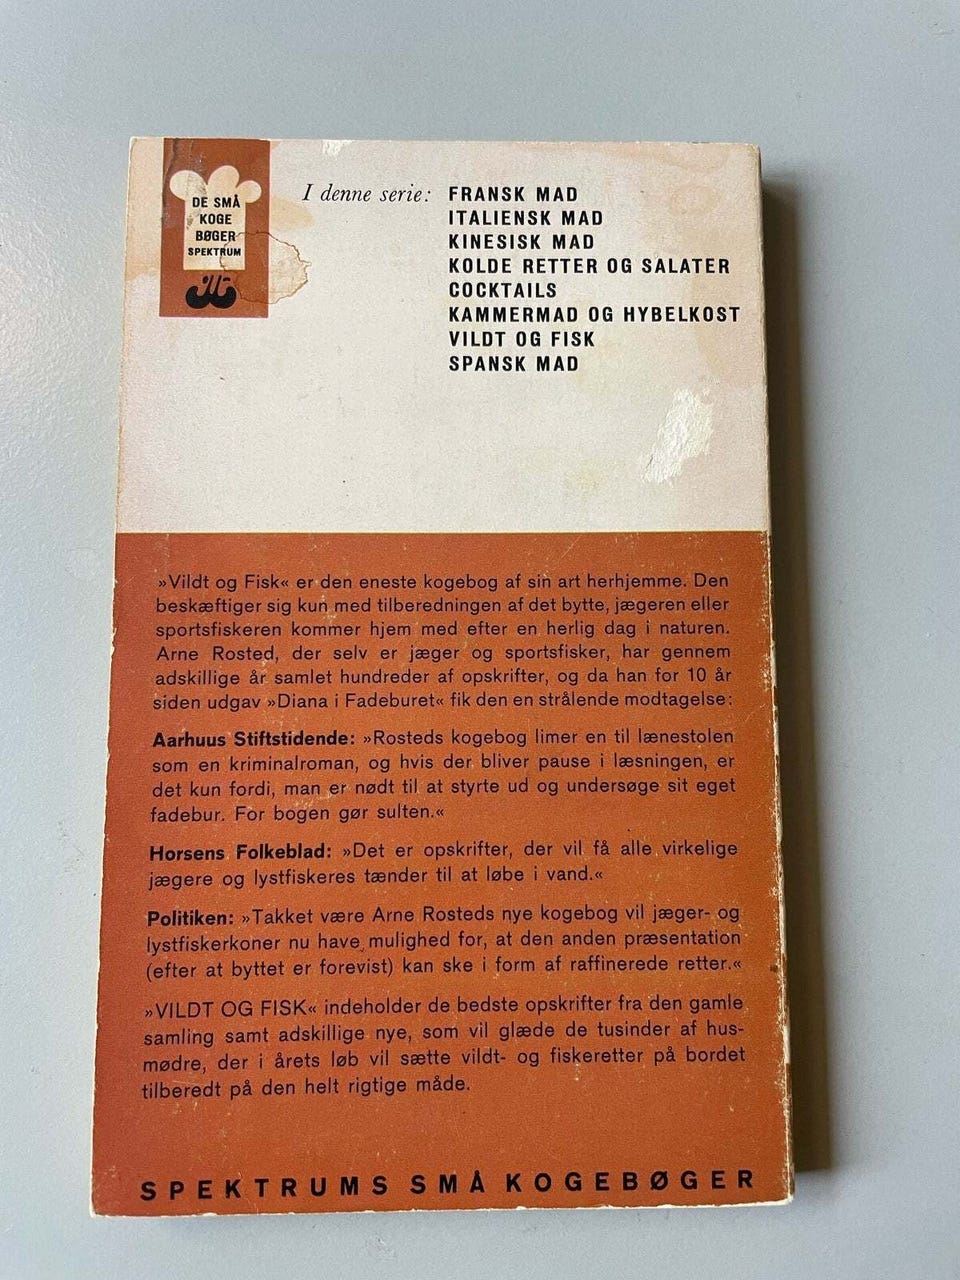 DE SMÅ
KOGE
BØGER
SPEKTRUM
I denne serie: FRANSK MAD
ITALIENSK MAD
KINESISK MAD
KOLDE RETTER OG SALATER
COCKTAILS
KAMMERMAD OG HYBELKOST
VILDT OG FISK
SPANSK MAD
»Vildt og Fisk« er den eneste kogebog af sin art herhjemme. Den
beskæftiger sig kun med tilberedningen af det bytte, jægeren eller
sportsfiskeren kommer hjem med efter en herlig dag i naturen.
Arne Rosted, der selv er jæger og sportsfisker, har gennem
adskillige år samlet hundreder af opskrifter, og da han for 10 år
siden udgav »Diana i Fadeburet« fik den en strålende modtagelse:
Aarhuus Stiftstidende: »Rosteds kogebog limer en til lænestolen
som en kriminalroman, og hvis der bliver pause i læsningen, er
det kun fordi, man er nødt til at styrte ud og undersøge sit eget
fadebur. For bogen gør sulten.«
Horsens Folkeblad: »Det er opskrifter, der vil få alle virkelige
jægere og lystfiskeres tænder til at løbe i vand.«
Politiken: »Takket være Arne Rosteds nye kogebog vil jæger- og
lystfiskerkoner nu have mulighed for, at den anden præsentation
(efter at byttet er forevist) kan ske i form af raffinerede retter.«
»VILDT OG FISK« indeholder de bedste opskrifter fra den gamle
samling samt adskillige nye, som vil glæde de tusinder af hus-
mødre, der i årets løb vil sætte vildt- og fiskeretter på bordet
tilberedt på den helt rigtige måde.
SPEKTRUMS SMÅ KOGEBØGER